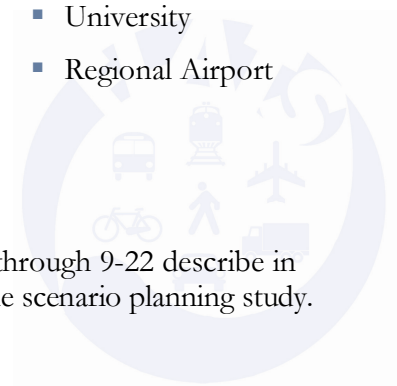 ▪ University
▪ Regional Airport
through 9-22 describe in
e scenario planning study.